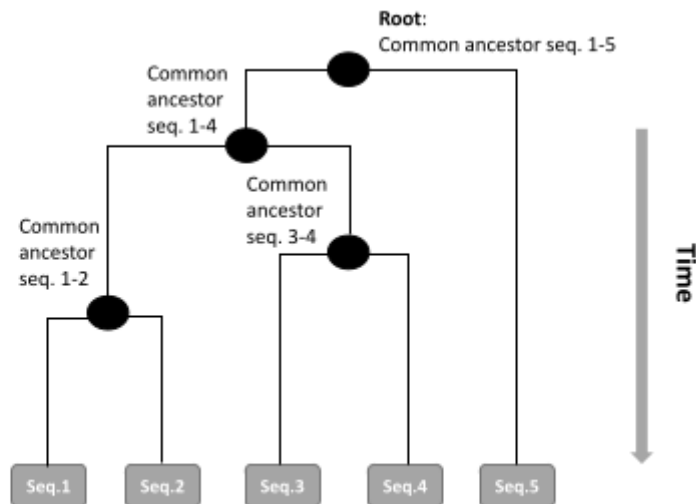 Root:
Common ancestor seq. 1-5
Common
ancestor
seq. 1-4
Common
ancestor
seq. 3-4
Common
ancestor
seq. 1-2
Time
Seq.1
Seq.2
Seq.3
Seq.4
Seq.5